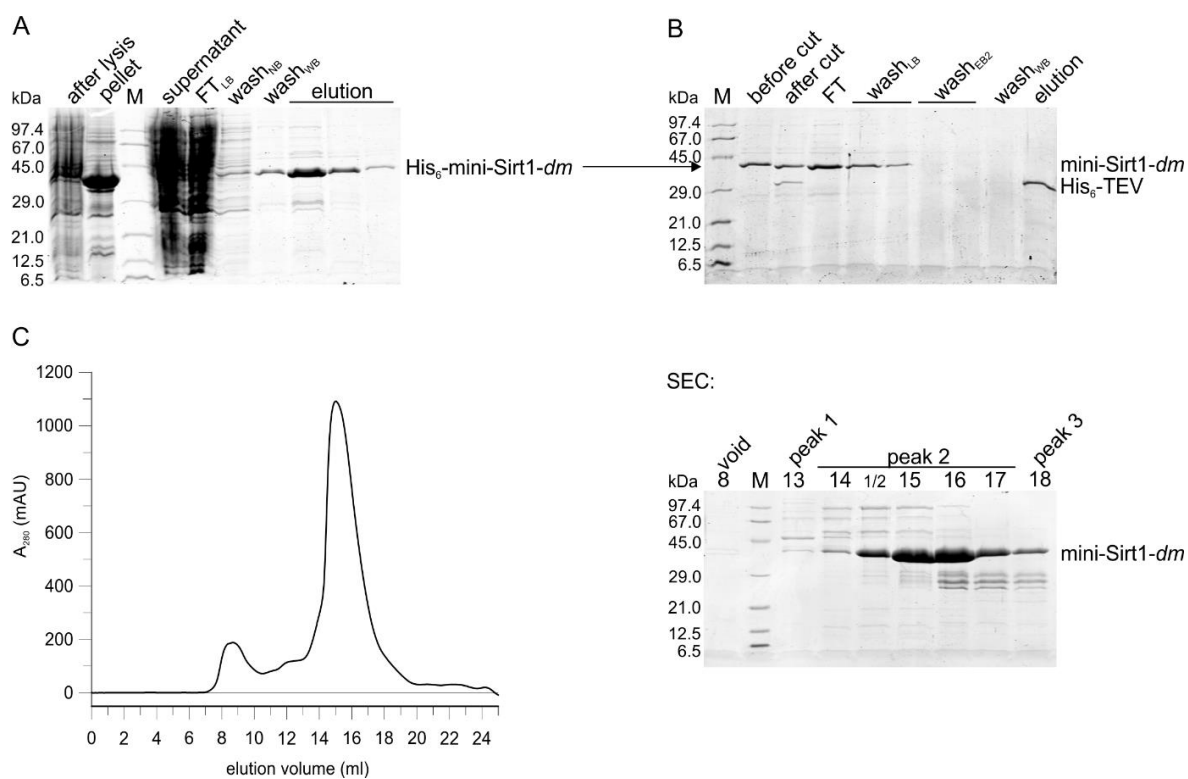 A
after lysis
pellet
M
supernatant
FT LB
wash NB
wash WB
elution
kDa
97.4
67.0
45.0
29.0
21.0
12.5
6.5
His6-mini-Sirt1-dm
B
M
before cut
after cut
FT
wash LB
wash EB2
wash WB
elution
kDa
97.4
67.0
45.0
29.0
21.0
12.5
6.5
mini-Sirt1-dm
His6-TEV
C
A280 (mAU)
1200
1000
800
600
400
200
0
0 2 4 6 8 10 12 14 16 18 20 22 24
elution volume (ml)
SEC:
void
peak 1
peak 2
peak 3
kDa 8 M 13 14 1/2 15 16 17 18
97.4
67.0
45.0
29.0
21.0
12.5
6.5
mini-Sirt1-dm